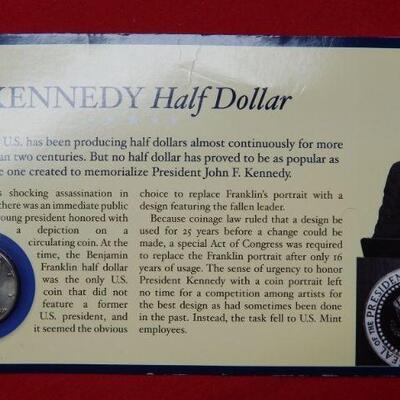 KENNEDY Half Dollar
U.S. has been producing half dollars almost continuously for more
an two centuries. But no half dollar has proved to be as popular as
e one created to memorialize President John F. Kennedy.
s shocking assassination in
there was an immediate public
oung president honored with
a depiction on a
circulating coin. At the
time, the Benjamin
Franklin half dollar
was the only U.S.
coin that did not
feature a former
U.S. president, and
it seemed the obvious
choice to replace Franklin's portrait with a
design featuring the fallen leader.
Because coinage law ruled that a design be
used for 25 years before a change could be
made, a special Act of Congress was required
to replace the Franklin portrait after only 16
years of usage. The sense of urgency to honor
President Kennedy with a coin portrait left
no time for a competition among artists for
the best design as had sometimes been done
in the past. Instead, the task fell to U.S. Mint
employees.
SEAL OF THE PRESIDENT